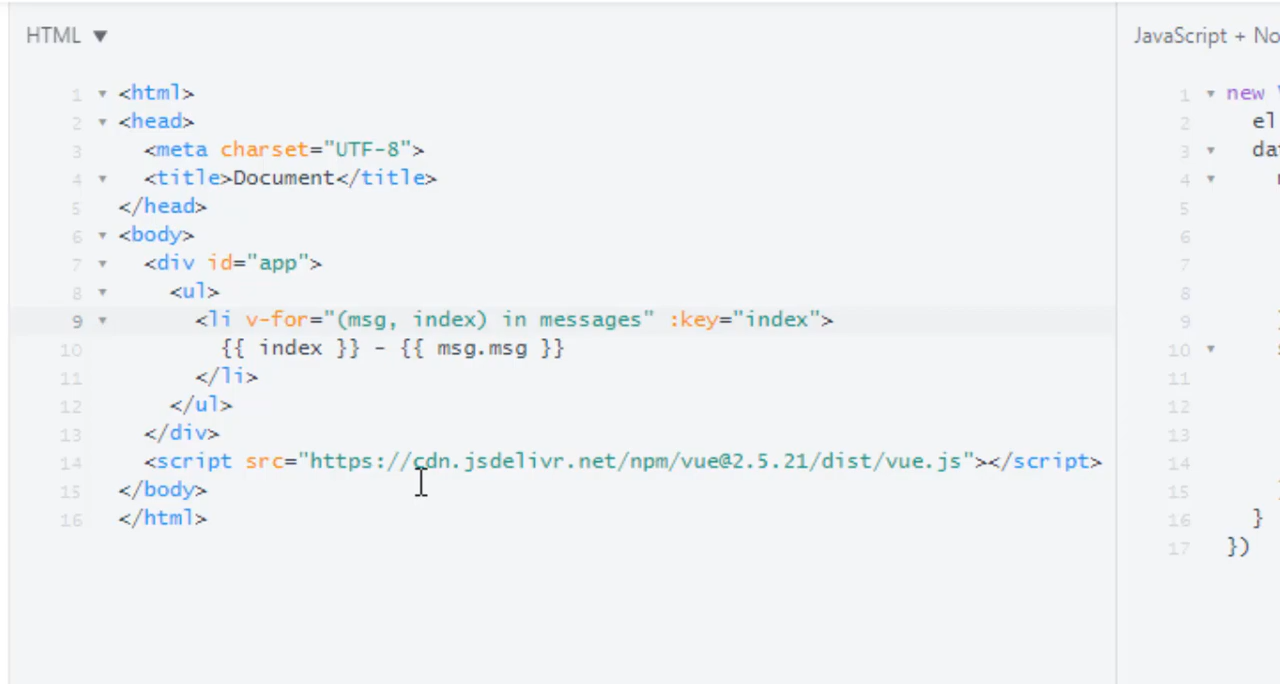 HTML ▼
1 ▾ <html>
2 ▾ <head>
3 <meta charset="UTF-8">
4 ▾ <title>Document</title>
5 </head>
6 ▾ <body>
7 ▾ <div id="app">
8 ▾ <ul>
9 ▾ <li v-for="(msg, index) in messages" :key="index">
10 {{ index }} - {{ msg.msg }}
11 </li>
12 </ul>
13 </div>
14 <script src="https://cdn.jsdelivr.net/npm/vue@2.5.21/dist/vue.js"></script>
15 </body>
16 </html>
JavaScript + No
1 ▾ new
2 el
3 ▾ da
4 ▾
5
6
7
8
9
10 ▾
11
12
13
14
15
16 }
17 })